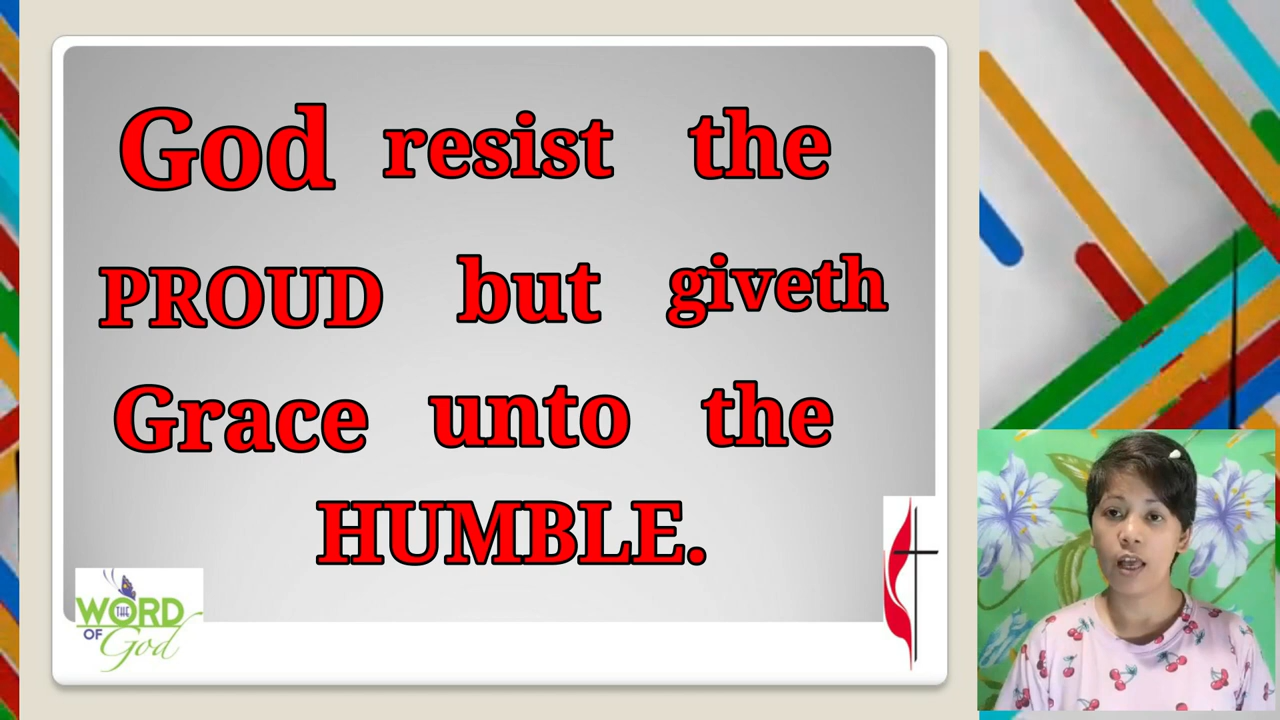 God resist the
PROUD but giveth
Grace unto the
HUMBLE.
THE
WORD
OF God